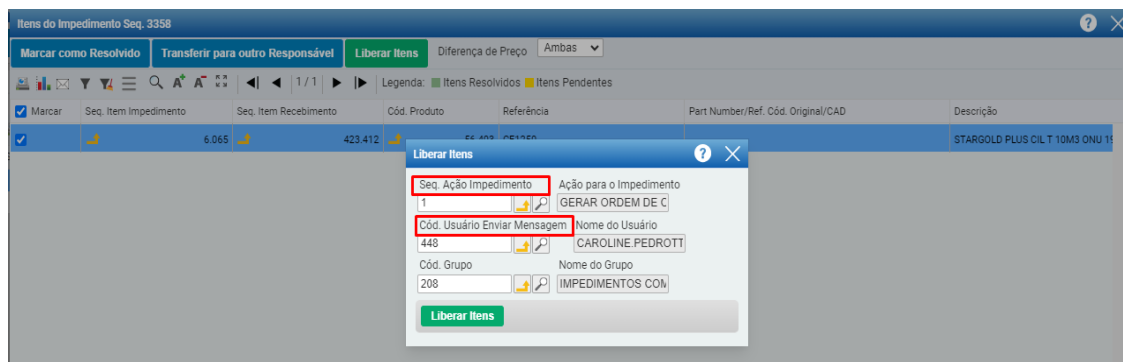 Itens do Impedimento Seq. 3358
Marcar como Resolvido Transferir para outro Responsável Liberar Itens Diferença de Preço Ambas
1 / 1 Legenda: Itens Resolvidos Itens Pendentes
Marcar Seq. Item Impedimento Seq. Item Recebimento Cód. Produto Referência Part Number/Ref. Cód. Original/CAD Descrição
6.065 423.412 STARGOLD PLUS CIL T 10M3 ONU 19
Liberar Itens
Seq. Ação Impedimento Ação para o Impedimento
1 GERAR ORDEM DE C
Cód. Usuário Enviar Mensagem Nome do Usuário
448 CAROLINE.PEDROTT
Cód. Grupo Nome do Grupo
208 IMPEDIMENTOS COM
Liberar Itens